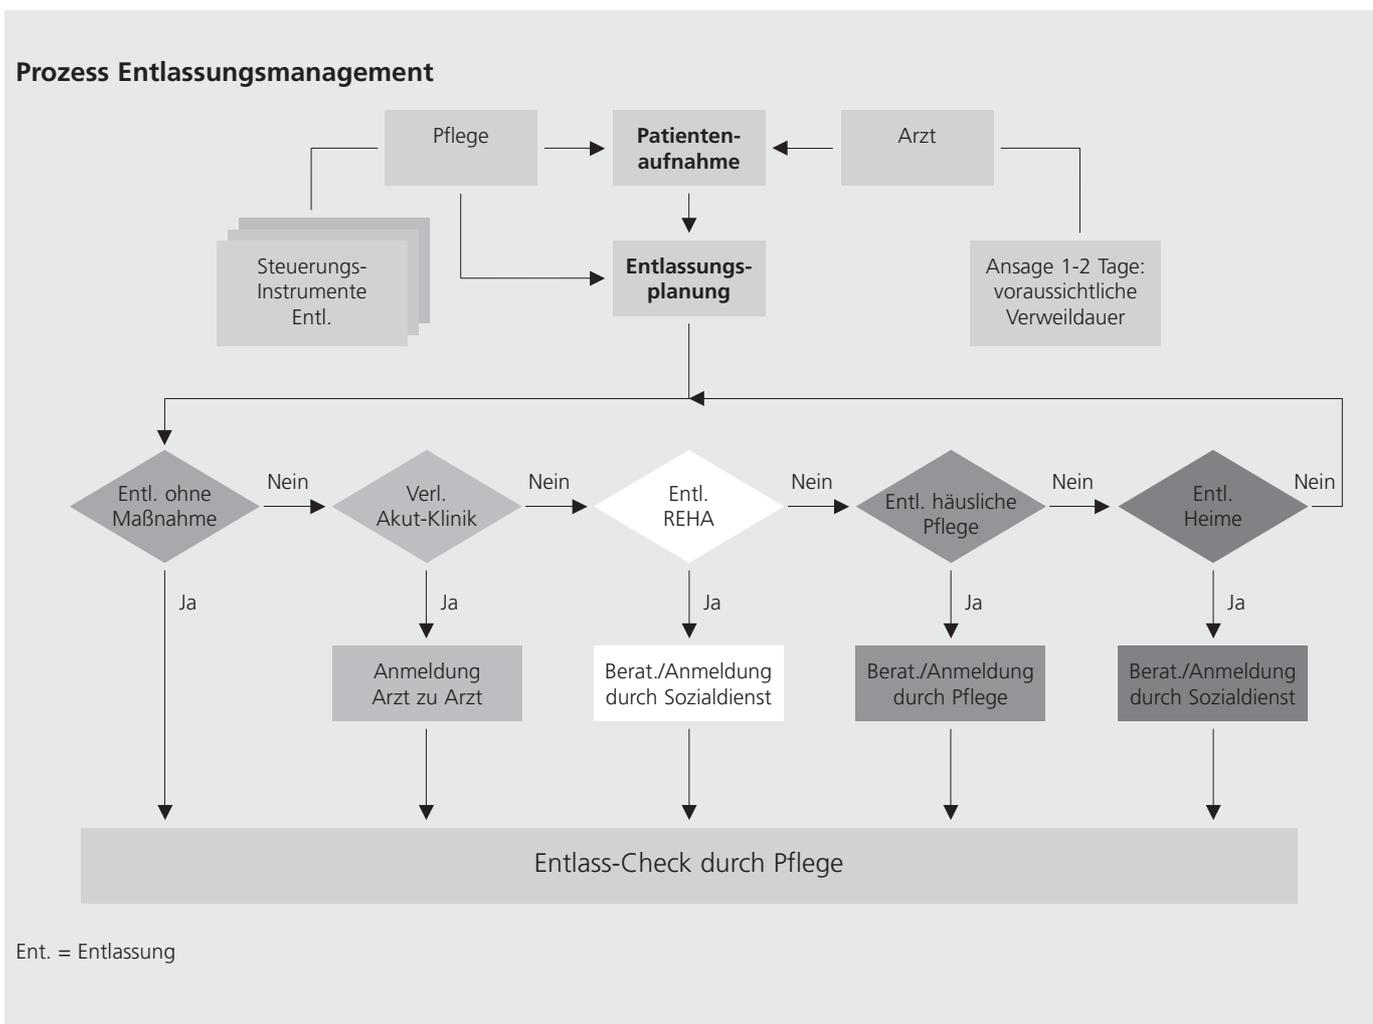 Prozess Entlassungsmanagement
Pflege
Patienten-
aufnahme
Arzt
Steuerungs-
Instrumente
Entl.
Entlassungs-
planung
Ansage 1-2 Tage:
voraussichtliche
Verweildauer
Entl. ohne
Maßnahme
Nein
Verl.
Akut-Klinik
Nein
Entl.
REHA
Nein
Entl. häusliche
Pflege
Nein
Entl.
Heime
Nein
Ja
Ja
Ja
Ja
Ja
Anmeldung
Arzt zu Arzt
Berat./Anmeldung
durch Sozialdienst
Berat./Anmeldung
durch Pflege
Berat./Anmeldung
durch Sozialdienst
Entlass-Check durch Pflege
Ent. = Entlassung